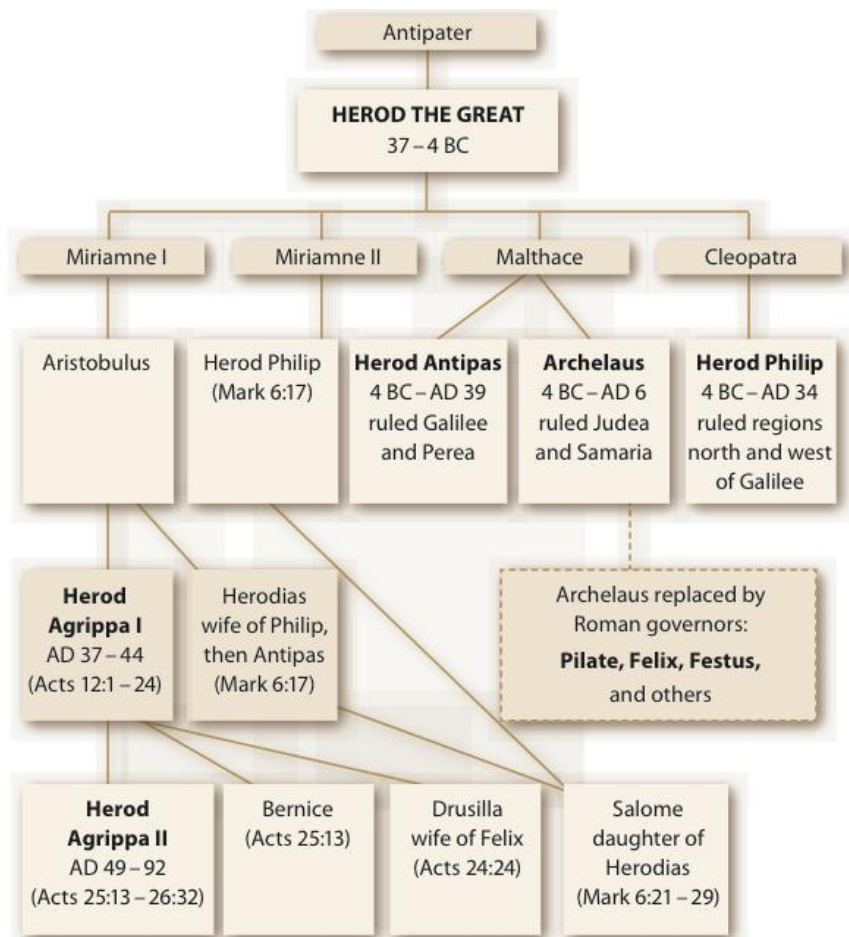 Antipater
HEROD THE GREAT
37 – 4 BC
Miriamne I
Miriamne II
Malthace
Cleopatra
Aristobulus
Herod Philip
(Mark 6:17)
Herod Antipas
4 BC – AD 39
ruled Galilee
and Perea
Archelaus
4 BC – AD 6
ruled Judea
and Samaria
Herod Philip
4 BC – AD 34
ruled regions
north and west
of Galilee
Herod
Agrippa I
AD 37 – 44
(Acts 12:1 – 24)
Herodias
wife of Philip,
then Antipas
(Mark 6:17)
Archelaus replaced by
Roman governors:
Pilate, Felix, Festus,
and others
Herod
Agrippa II
AD 49 – 92
(Acts 25:13 – 26:32)
Bernice
(Acts 25:13)
Drusilla
wife of Felix
(Acts 24:24)
Salome
daughter of
Herodias
(Mark 6:21 – 29)